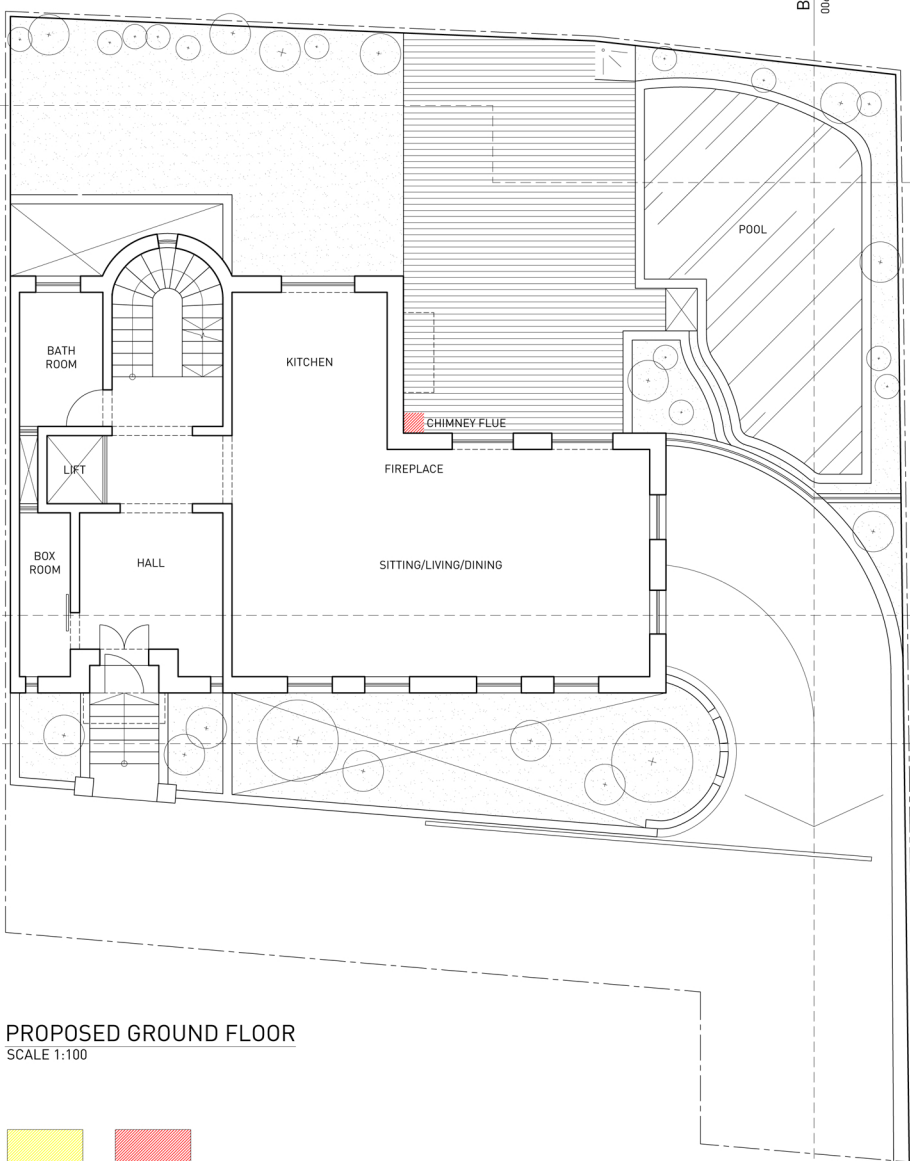 B
POOL
BATH
ROOM
KITCHEN
CHIMNEY FLUE
LIFT
FIREPLACE
BOX
ROOM
HALL
SITTING/LIVING/DINING
PROPOSED GROUND FLOOR
SCALE 1:100